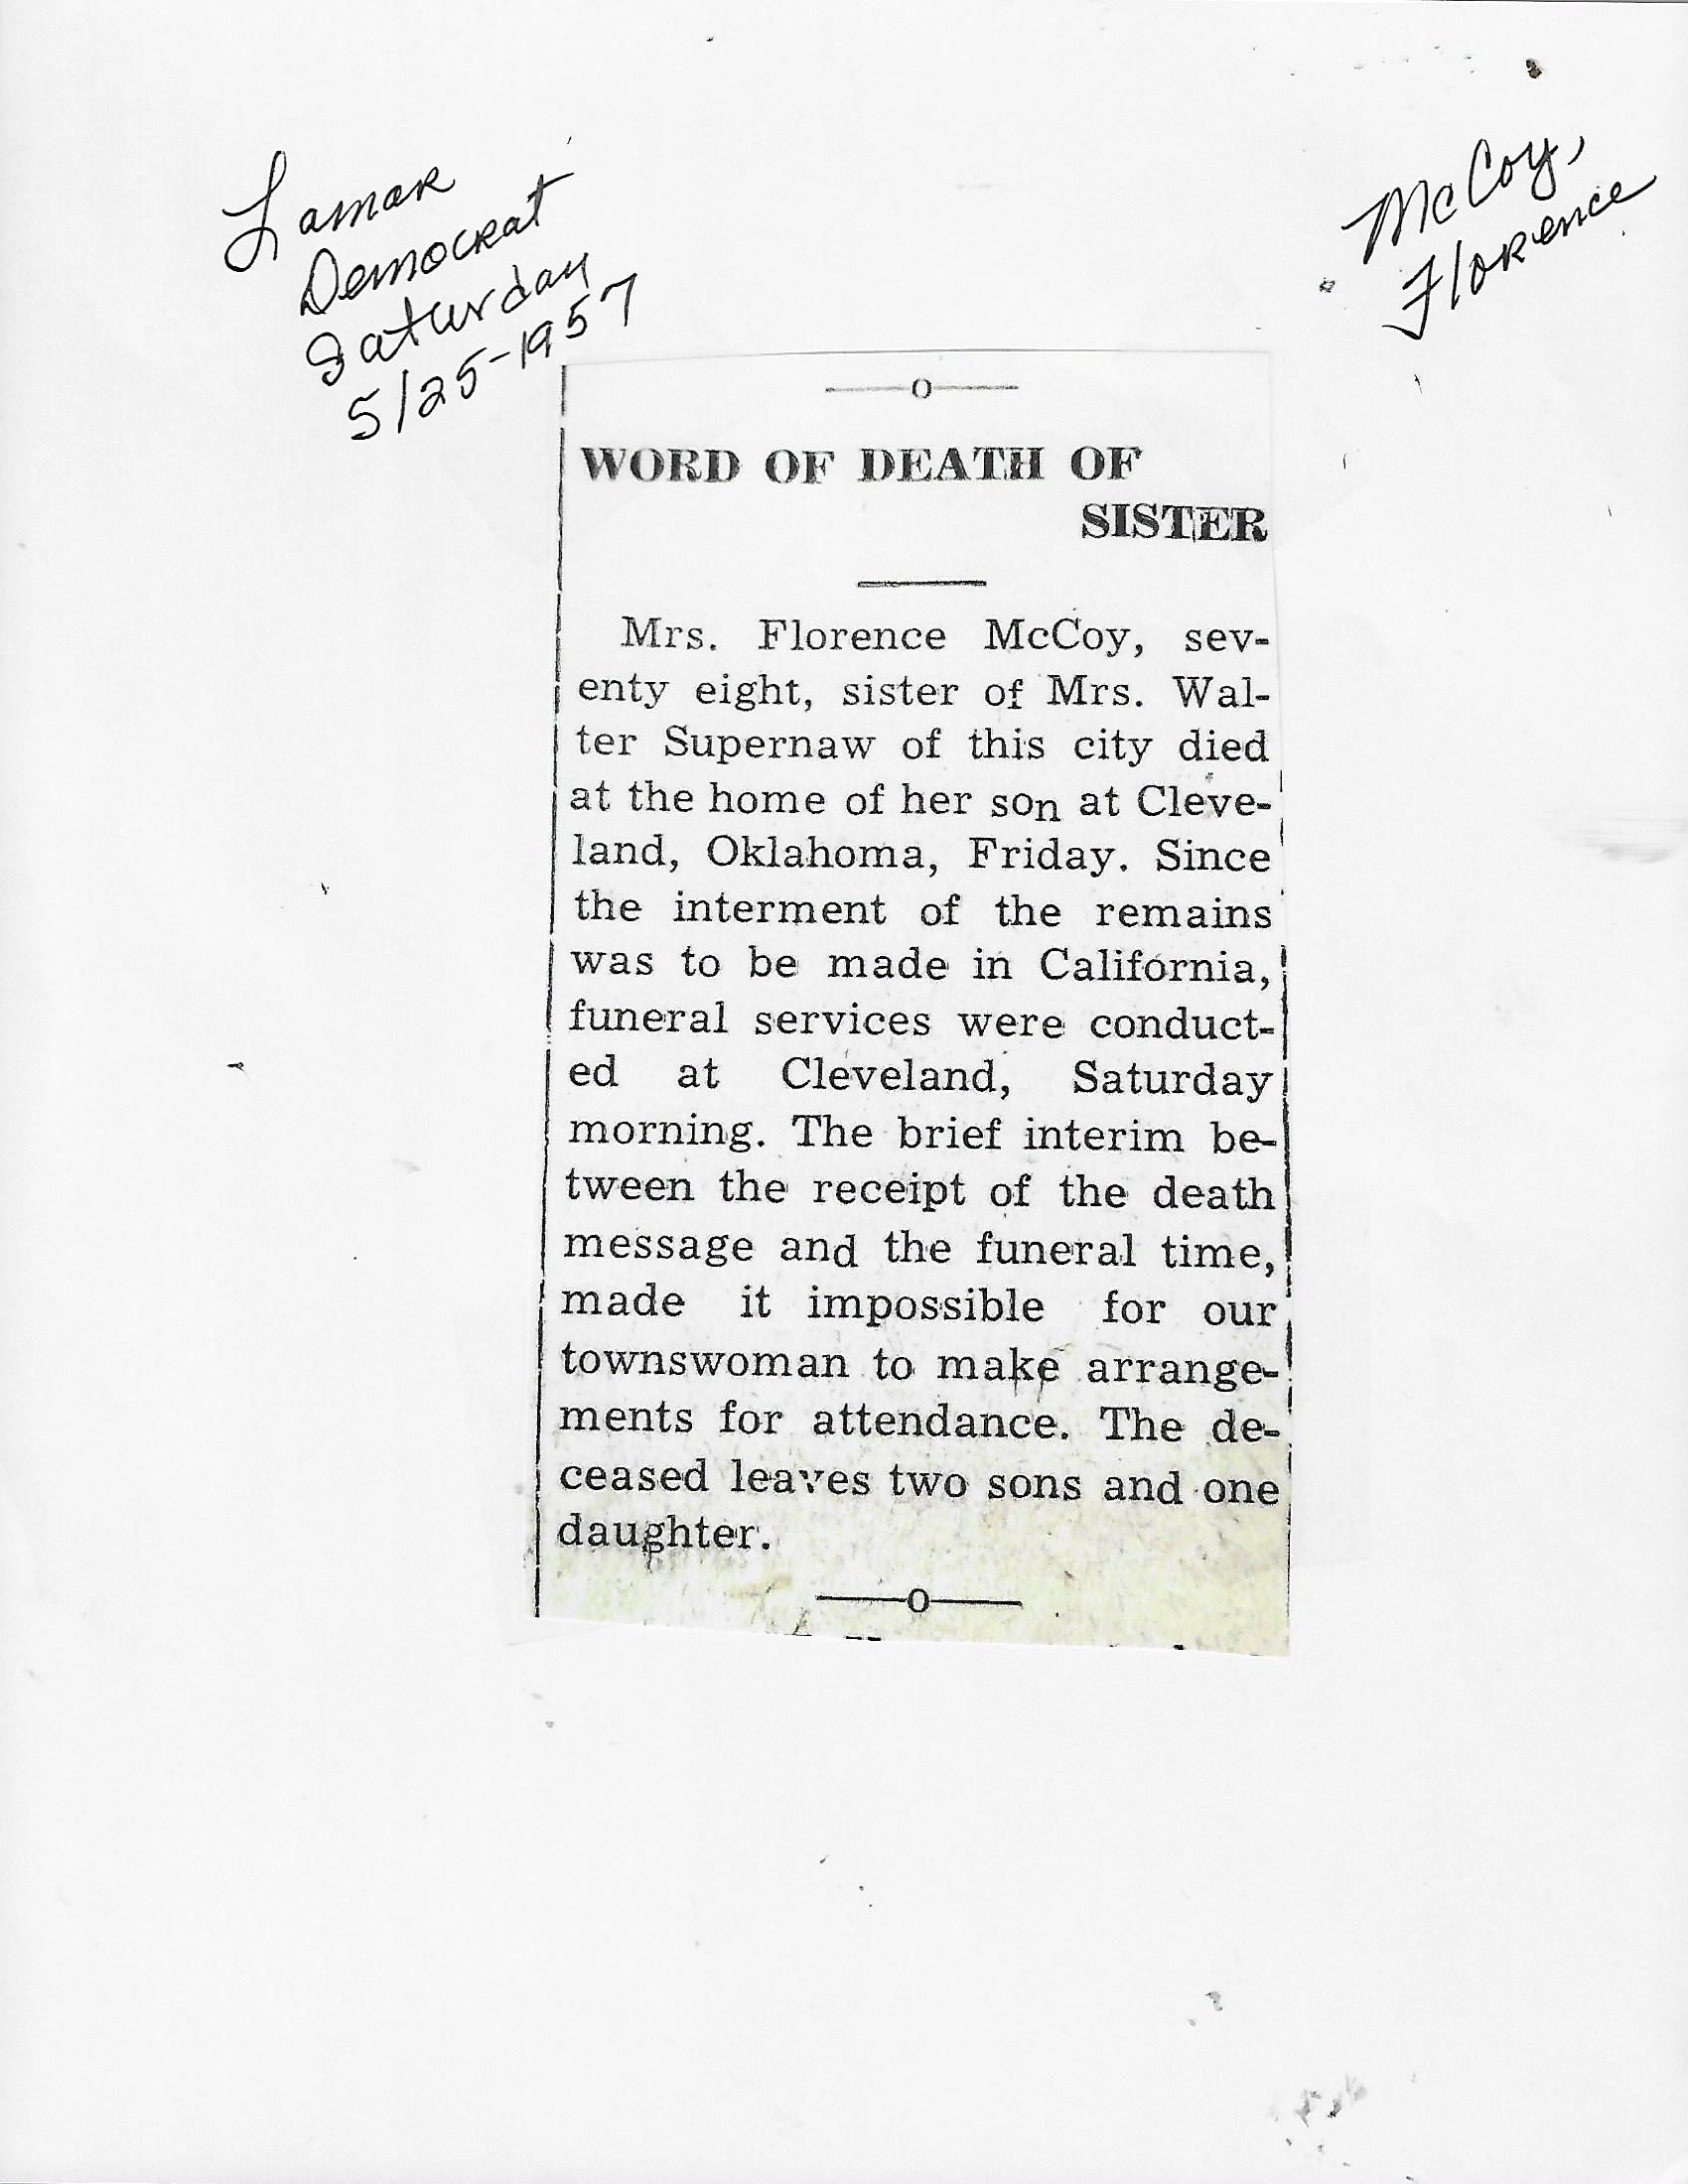 Lamar
Democrat
Saturday
5/25-1957
McCoy,
Florence
WORD OF DEATH OF
SISTER
Mrs. Florence McCoy, sev-
enty eight, sister of Mrs. Wal-
ter Supernaw of this city died
at the home of her son at Cleve-
land, Oklahoma, Friday. Since
the interment of the remains
was to be made in California,
funeral services were conduct-
ed at Cleveland, Saturday
morning. The brief interim be-
tween the receipt of the death
message and the funeral time,
made it impossible for our
townswoman to make arrange-
ments for attendance. The de-
ceased leaves two sons and one
daughter.